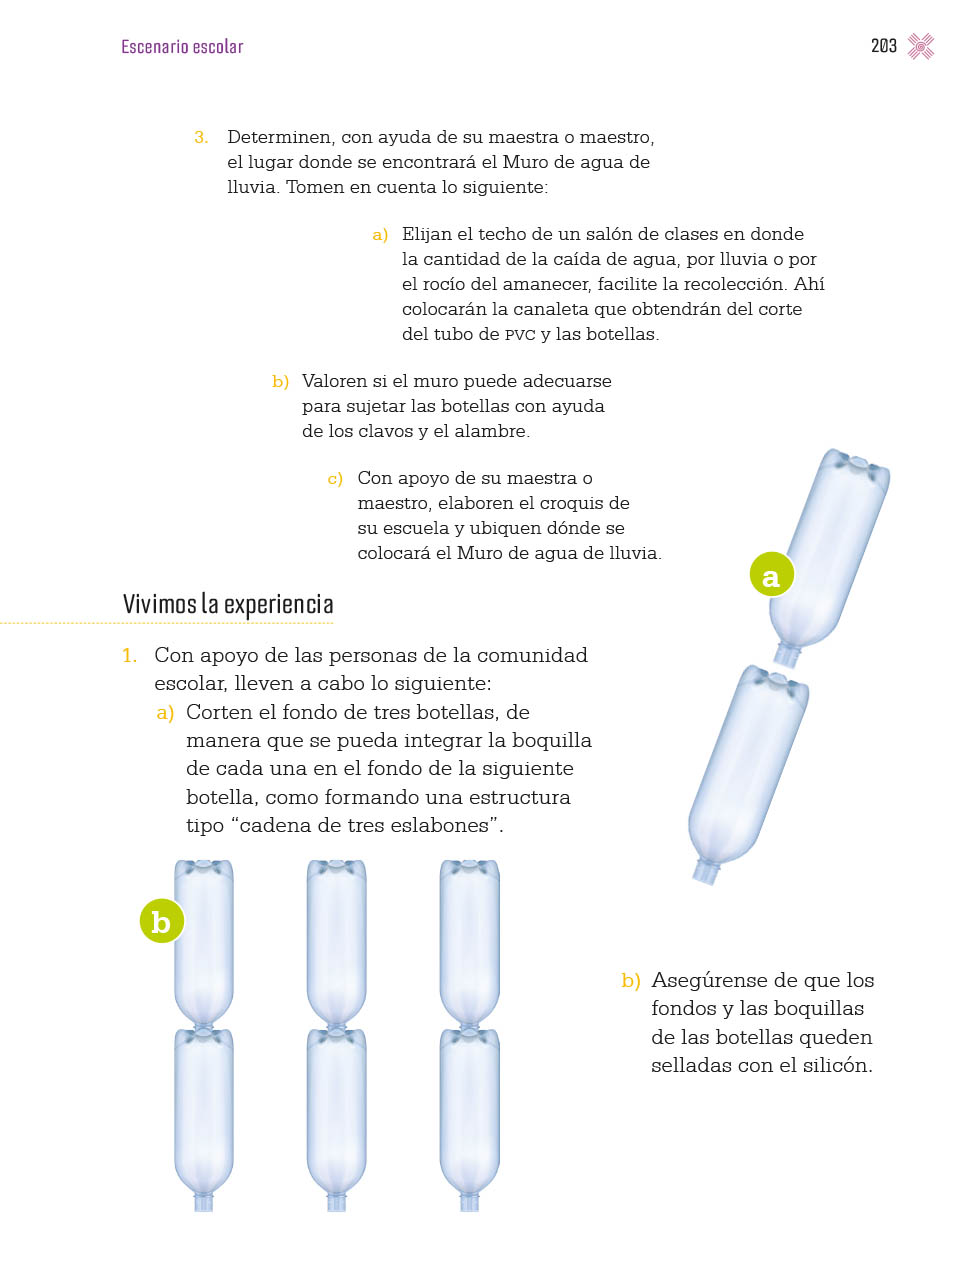 Escenario escolar
203
3. Determinen, con ayuda de su maestra o maestro,
el lugar donde se encontrará el Muro de agua de
lluvia. Tomen en cuenta lo siguiente:
a) Elijan el techo de un salón de clases en donde
la cantidad de la caída de agua, por lluvia o por
el rocío del amanecer, facilite la recolección. Ahí
colocarán la canaleta que obtendrán del corte
del tubo de PVC y las botellas.
b) Valoren si el muro puede adecuarse
para sujetar las botellas con ayuda
de los clavos y el alambre.
c) Con apoyo de su maestra o
maestro, elaboren el croquis de
su escuela y ubiquen dónde se
colocará el Muro de agua de lluvia.
a
Vivimos la experiencia
1. Con apoyo de las personas de la comunidad
escolar, lleven a cabo lo siguiente:
a) Corten el fondo de tres botellas, de
manera que se pueda integrar la boquilla
de cada una en el fondo de la siguiente
botella, como formando una estructura
tipo “cadena de tres eslabones”.
b
b) Asegúrense de que los
fondos y las boquillas
de las botellas queden
selladas con el silicón.